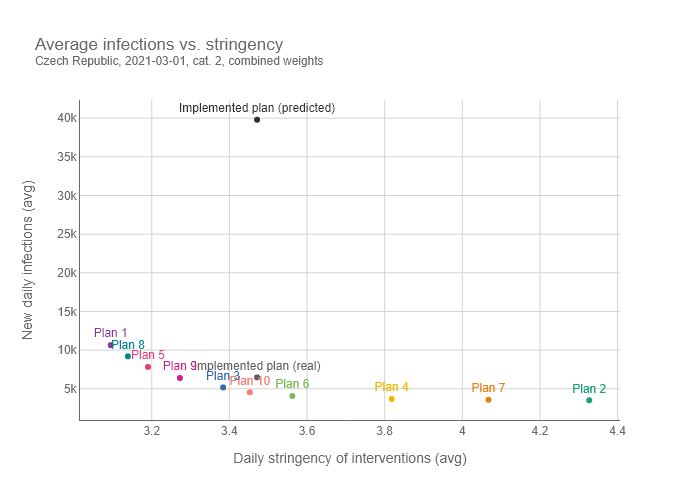 Average infections vs. stringency
Czech Republic, 2021-03-01, cat. 2, combined weights
Implemented plan (predicted)
40k
35k
30k
25k
20k
15k
10k
5k
New daily infections (avg)
Plan 1
Plan 8
Plan 5
Plan 9
Implemented plan (real)
Plan 3
Plan 10
Plan 6
Plan 4
Plan 7
Plan 2
3.2 3.4 3.6 3.8 4 4.2 4.4
Daily stringency of interventions (avg)